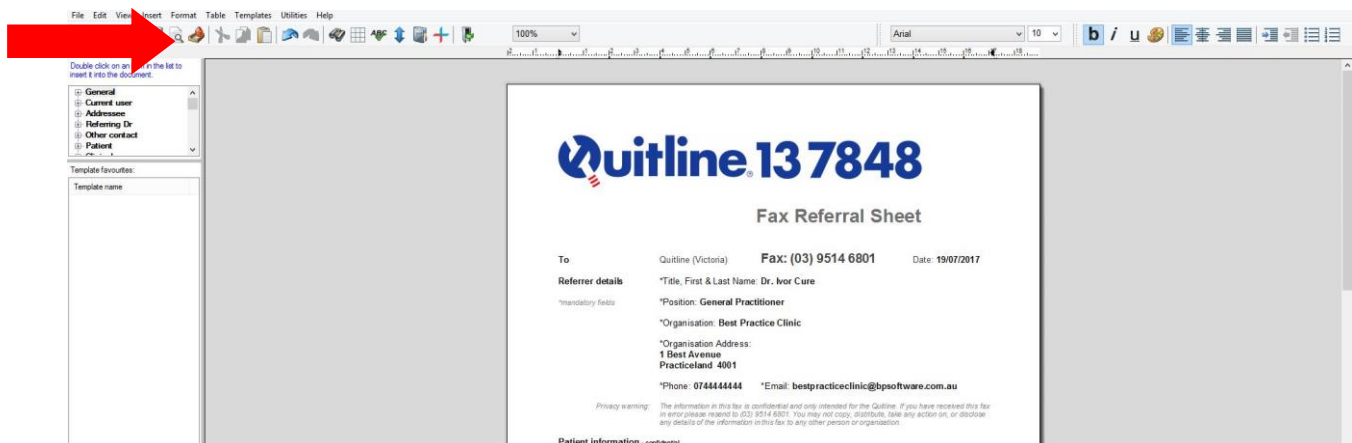 File Edit View Insert Format Table Templates Utilities Help
ABC 100% Arial 10 b i u
Double click on an item in the list to
insert it into the document.
General
Current user
Addressee
Referring Dr
Other contact
Patient
Template favourites:
Template name
Quitline® 13 7848
Fax Referral Sheet
To Quitline (Victoria) Fax: (03) 9514 6801 Date: 19/07/2017
Referrer details *Title, First & Last Name: Dr. Ivor Cure
*mandatory fields *Position: General Practitioner
*Organisation: Best Practice Clinic
*Organisation Address:
1 Best Avenue
Practiceland 4001
*Phone: 0744444444 *Email: bestpracticeclinic@bpsoftware.com.au
Privacy warning: The information in this fax is confidential and only intended for the Quitline. If you have received this fax
in error please resend to (03) 9514 6801. You may not copy, distribute, take any action on, or disclose
any details of the information in this fax to any other person or organisation.
Patient information - confidential